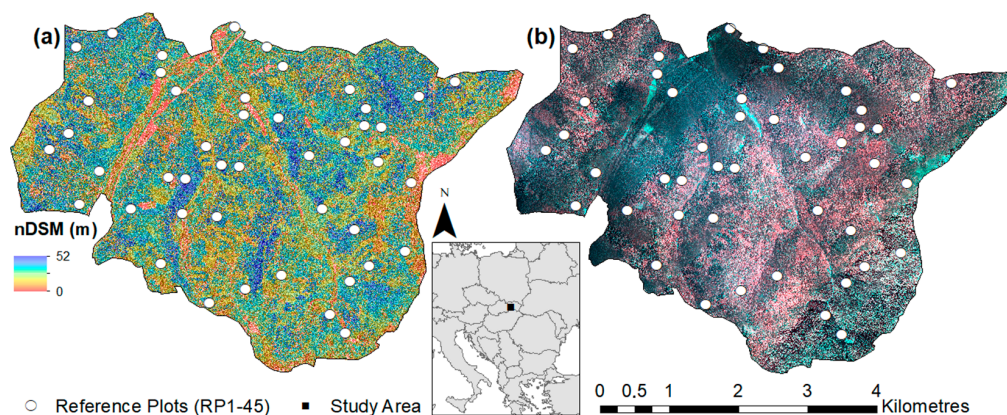 (a)
(b)
N
nDSM (m)
52
0
Reference Plots (RP1-45)
Study Area
0 0.5 1 2 3 4
Kilometres